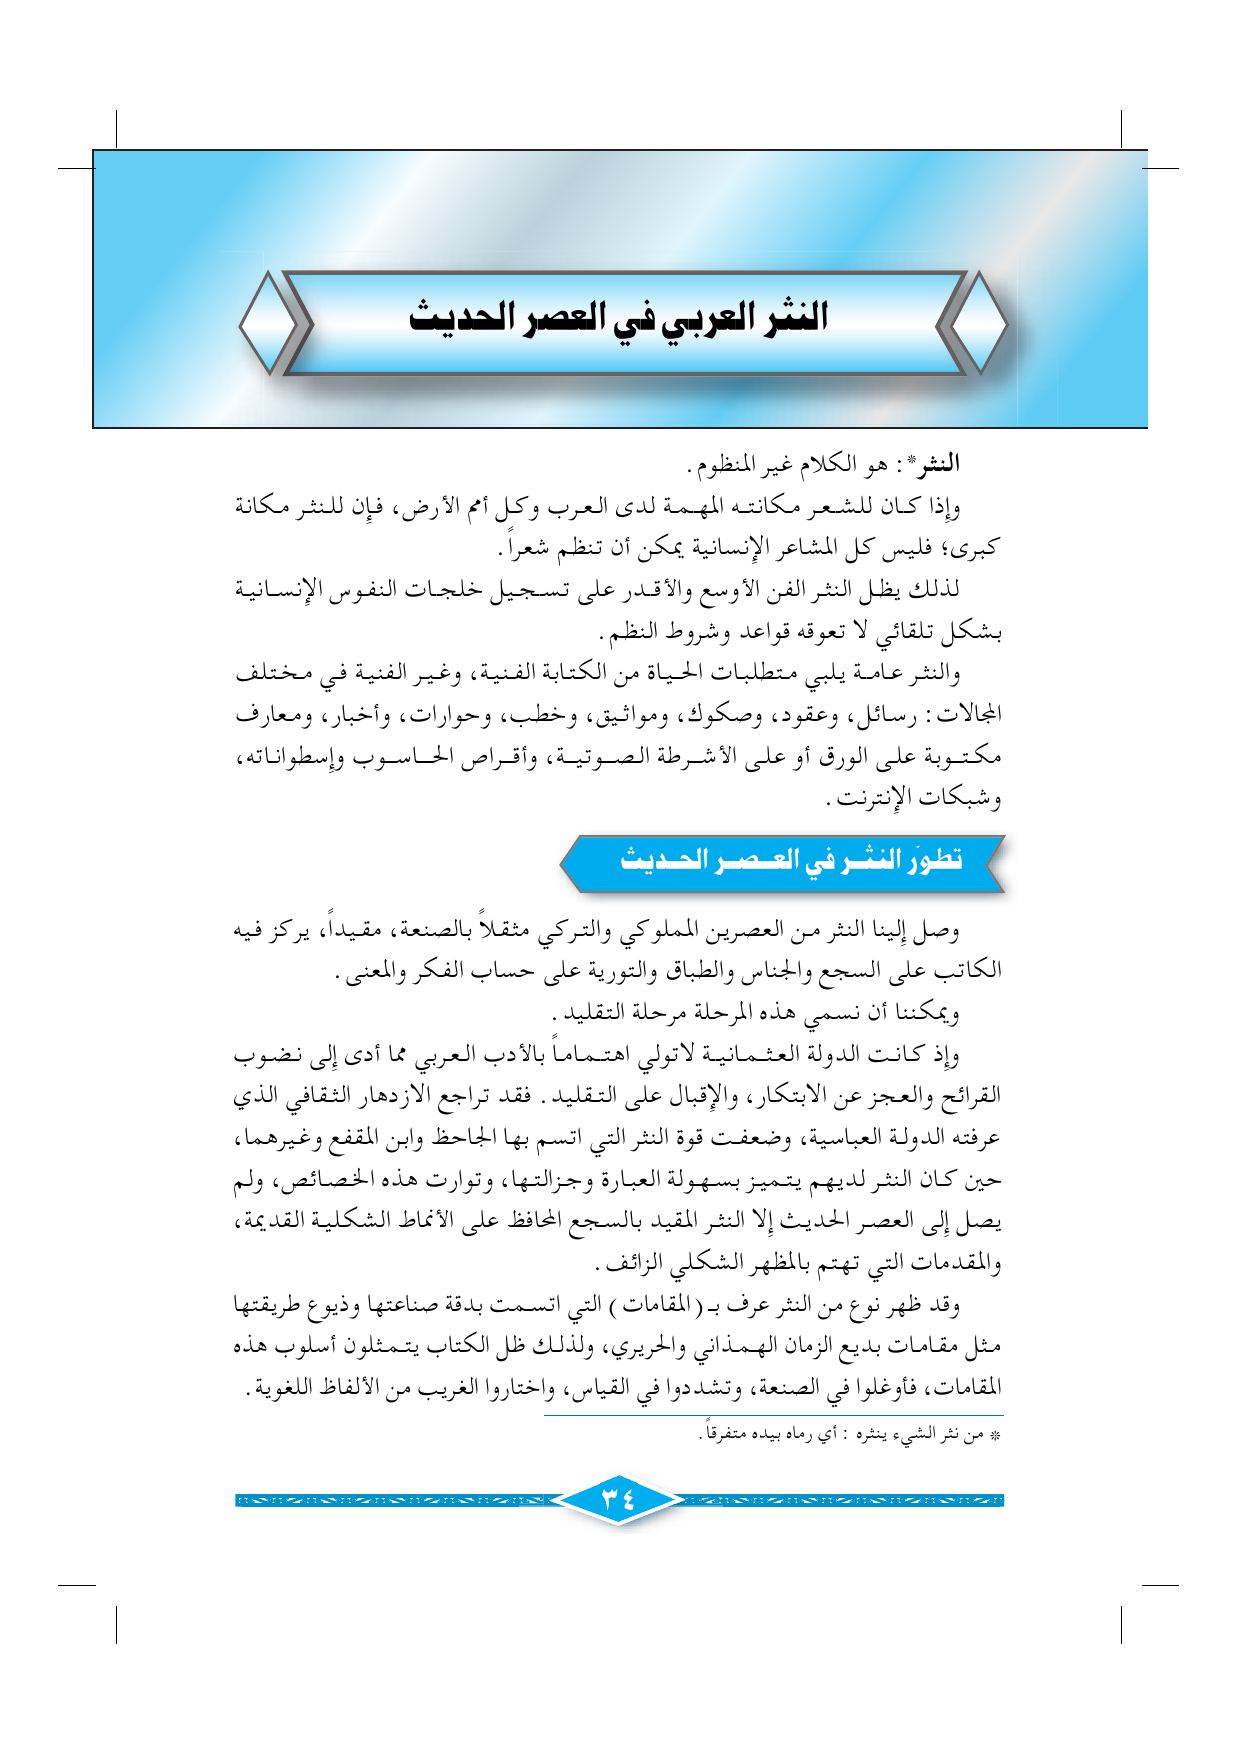 النثر العربي في العصر الحديث
النثر* : هو الكلام غير المنظوم .
وإذا كان للشعر مكانته المهمة لدى العرب وكل أمم الأرض، فإن للنثر مكانة
كبرى؛ فليس كل المشاعر الإنسانية يمكن أن تنظم شعراً .
لذلك يظل النثر الفن الأوسع والأقدر على تسجيل خلجات النفوس الإنسانية
بشكل تلقائي لا تعوقه قواعد وشروط النظم .
والنثر عامة يلبي متطلبات الحياة من الكتابة الفنية، وغير الفنية في مختلف
المجالات : رسائل، وعقود، وصكوك، ومواثيق، وخطب، وحوارات، وأخبار، ومعارف
مكتوبة على الورق أو على الأشرطة الصوتية، وأقراص الحاسوب وإسطواناته،
وشبكات الإنترنت .
تطوّر النثر في العصر الحديث
وصل إلينا النثر من العصرين المملوكي والتركي مثقلاً بالصنعة، مقيداً، يركز فيه
الكاتب على السجع والجناس والطباق والتورية على حساب الفكر والمعنى .
ويمكننا أن نسمي هذه المرحلة مرحلة التقليد .
وإذ كانت الدولة العثمانية لاتولي اهتماماً بالأدب العربي مما أدى إلى نضوب
القرائح والعجز عن الابتكار، والإقبال على التقليد . فقد تراجع الازدهار الثقافي الذي
عرفته الدولة العباسية، وضعفت قوة النثر التي اتسم بها الجاحظ وابن المقفع وغيرهما،
حين كان النثر لديهم يتميز بسهولة العبارة وجزالتها، وتوارت هذه الخصائص، ولم
يصل إلى العصر الحديث إلا النثر المقيد بالسجع المحافظ على الأنماط الشكلية القديمة،
والمقدمات التي تهتم بالمظهر الشكلي الزائف .
وقد ظهر نوع من النثر عرف بـ ( المقامات ) التي اتسمت بدقة صناعتها وذيوع طريقتها
مثل مقامات بديع الزمان الهمذاني والحريري، ولذلك ظل الكتاب يتمثلون أسلوب هذه
المقامات، فأوغلوا في الصنعة، وتشددوا في القياس، واختاروا الغريب من الألفاظ اللغوية .
* من نثر الشيء ينثره : أي رماه بيده متفرقاً .
٣٤